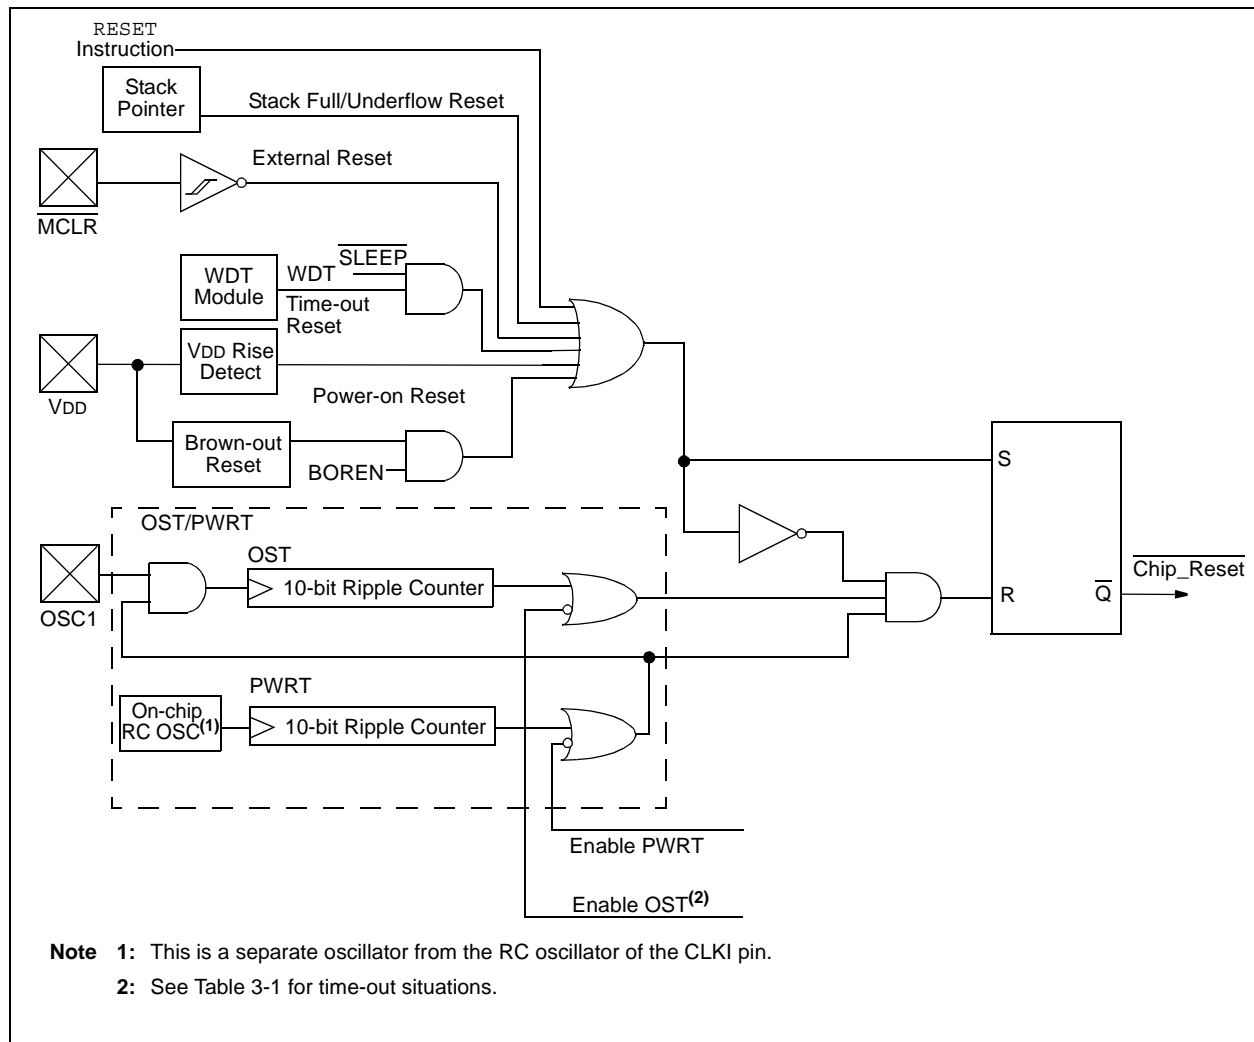 RESET
Instruction
Stack
Pointer
Stack Full/Underflow Reset
External Reset
MCLR
SLEEP
WDT
Module
WDT
Time-out
Reset
VDD Rise
Detect
VDD
Power-on Reset
Brown-out
Reset
BOREN
S
OST/PWRT
OST
10-bit Ripple Counter
OSC1
Chip_Reset
R
Q
PWRT
On-chip
RC OSC(1)
10-bit Ripple Counter
Enable PWRT
Enable OST(2)
Note 1: This is a separate oscillator from the RC oscillator of the CLKI pin.
2: See Table 3-1 for time-out situations.